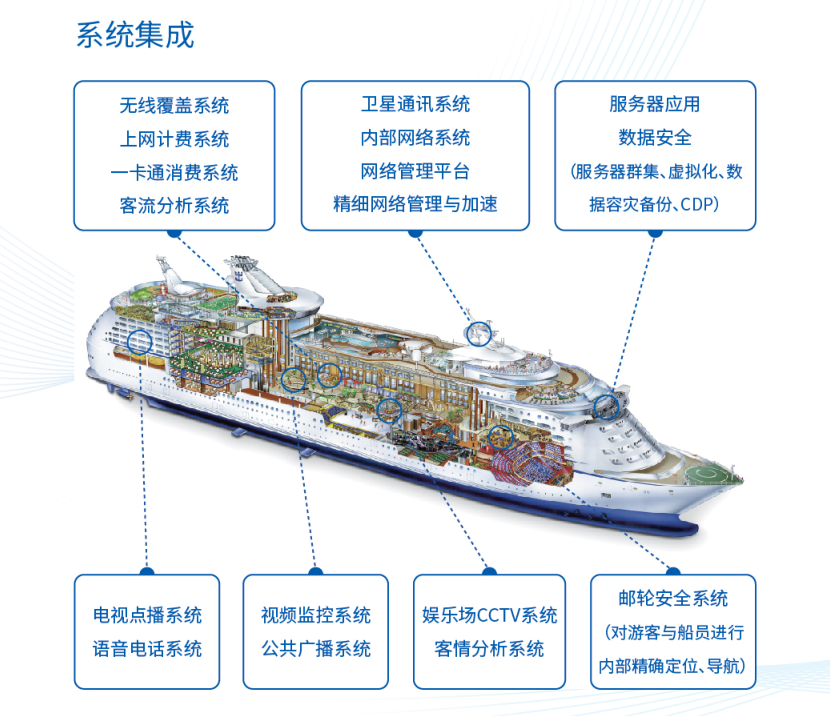 系统集成
无线覆盖系统
上网计费系统
一卡通消费系统
客流分析系统
卫星通讯系统
内部网络系统
网络管理平台
精细网络管理与加速
服务器应用
数据安全
（服务器群集、虚拟化、数
据容灾备份、CDP）
电视点播系统
语音电话系统
视频监控系统
公共广播系统
娱乐场CCTV系统
客情分析系统
邮轮安全系统
（对游客与船员进行
内部精确定位、导航）